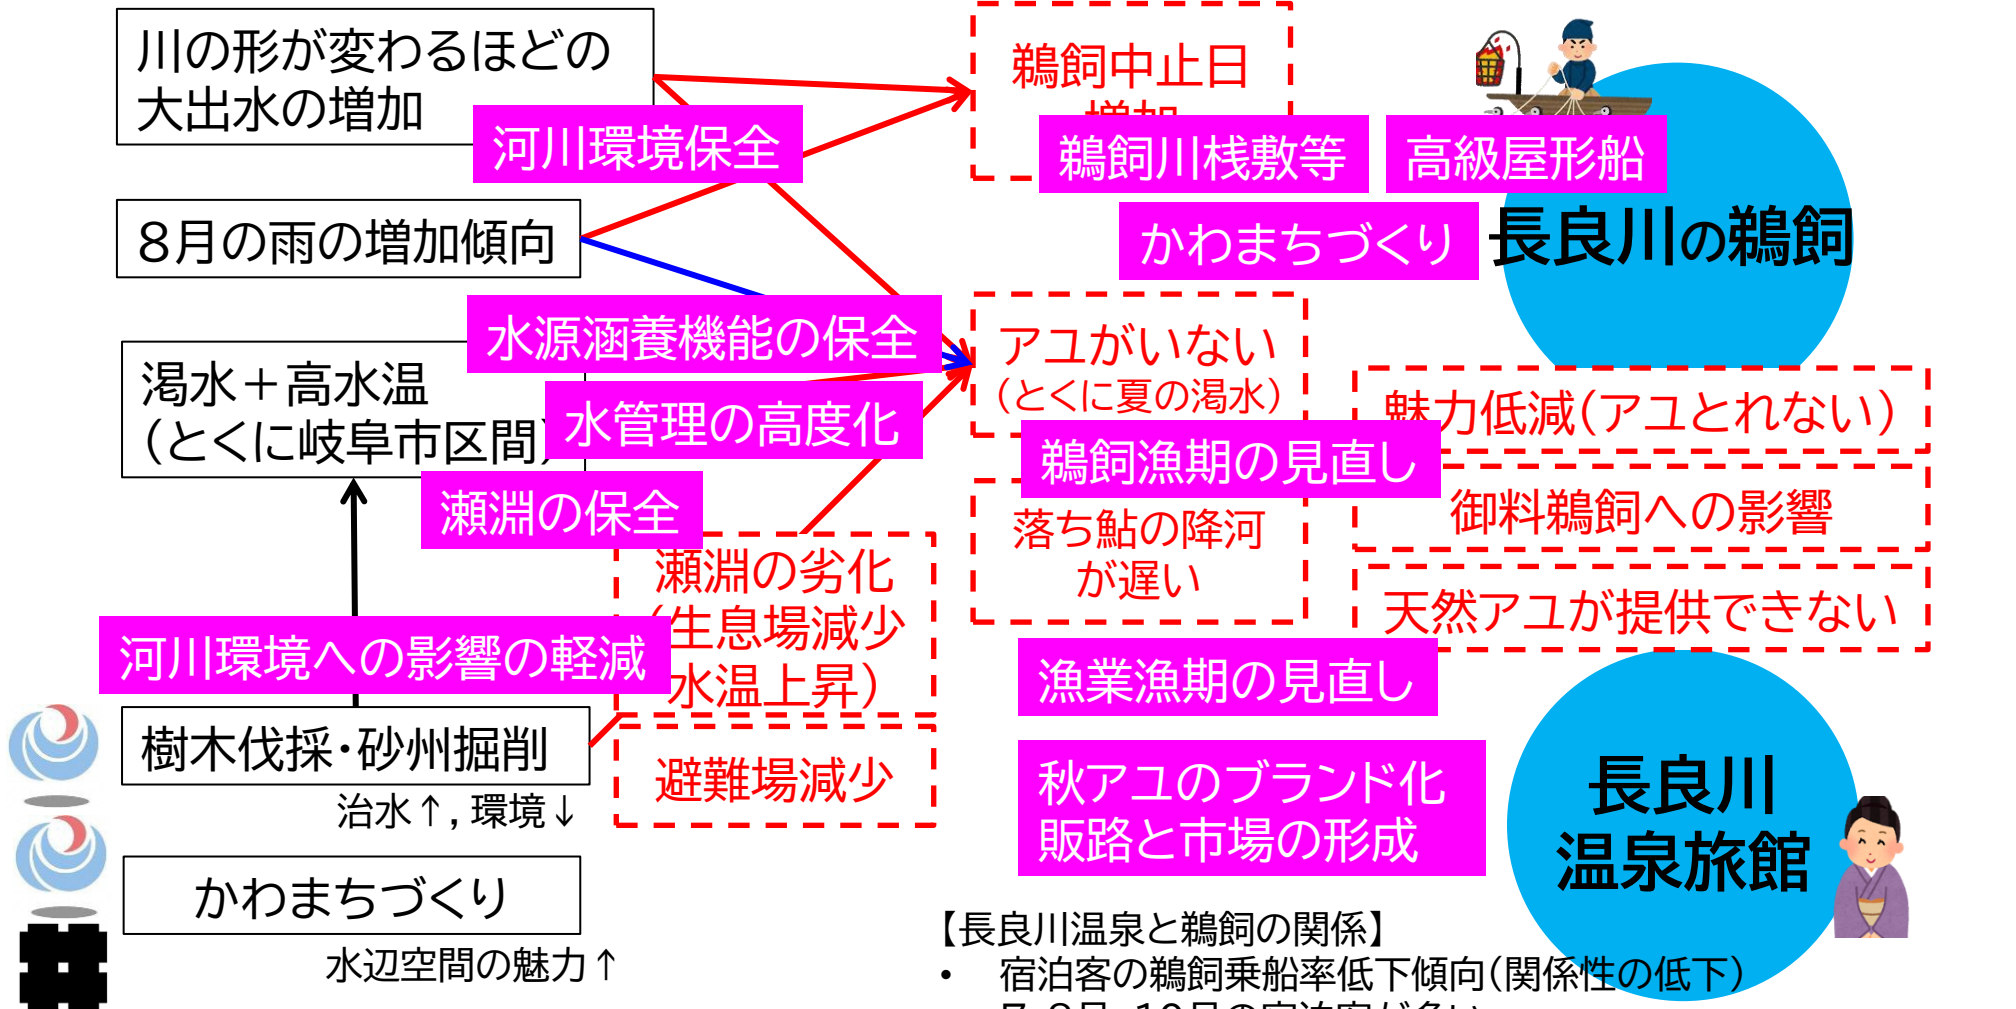 川の形が変わるほどの
大出水の増加
河川環境保全
8月の雨の増加傾向
水源涵養機能の保全
渇水＋高水温
（とくに岐阜市区間）
水管理の高度化
瀬淵の保全
河川環境への影響の軽減
樹木伐採・砂州掘削
治水↑, 環境↓
かわまちづくり
水辺空間の魅力↑
瀬淵の劣化
（生息場減少
水温上昇）
避難場減少
鵜飼中止日
増加
鵜飼川桟敷等
高級屋形船
かわまちづくり
長良川の鵜飼
アユがいない
（とくに夏の渇水）
鵜飼漁期の見直し
落ち鮎の降河
が遅い
魅力低減（アユとれない）
御料鵜飼への影響
天然アユが提供できない
漁業漁期の見直し
秋アユのブランド化
販路と市場の形成
長良川
温泉旅館
【長良川温泉と鵜飼の関係】
• 宿泊客の鵜飼乗船率低下傾向（関係性の低下）